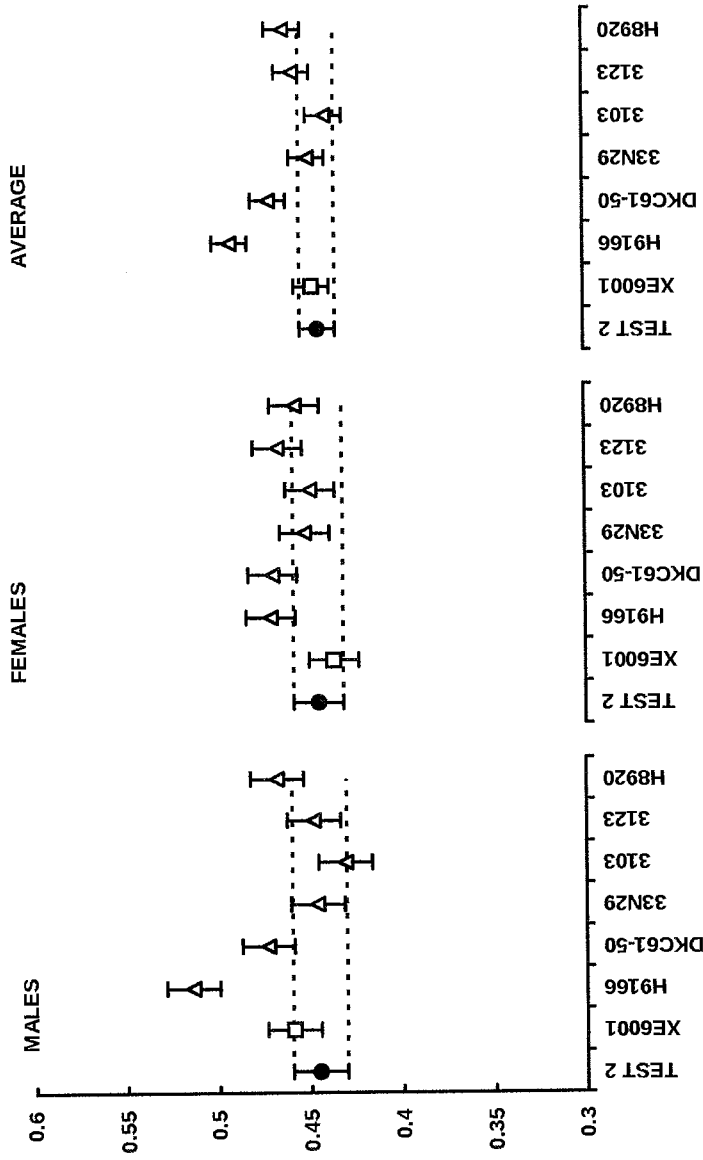 MALES
FEMALES
AVERAGE
0.6
0.55
0.5
0.45
0.4
0.35
0.3
TEST 2
XE6001
H9166
DKC61-50
33N29
3103
3123
H8920
TEST 2
XE6001
H9166
DKC61-50
33N29
3103
3123
H8920
TEST 2
XE6001
H9166
DKC61-50
33N29
3103
3123
H8920